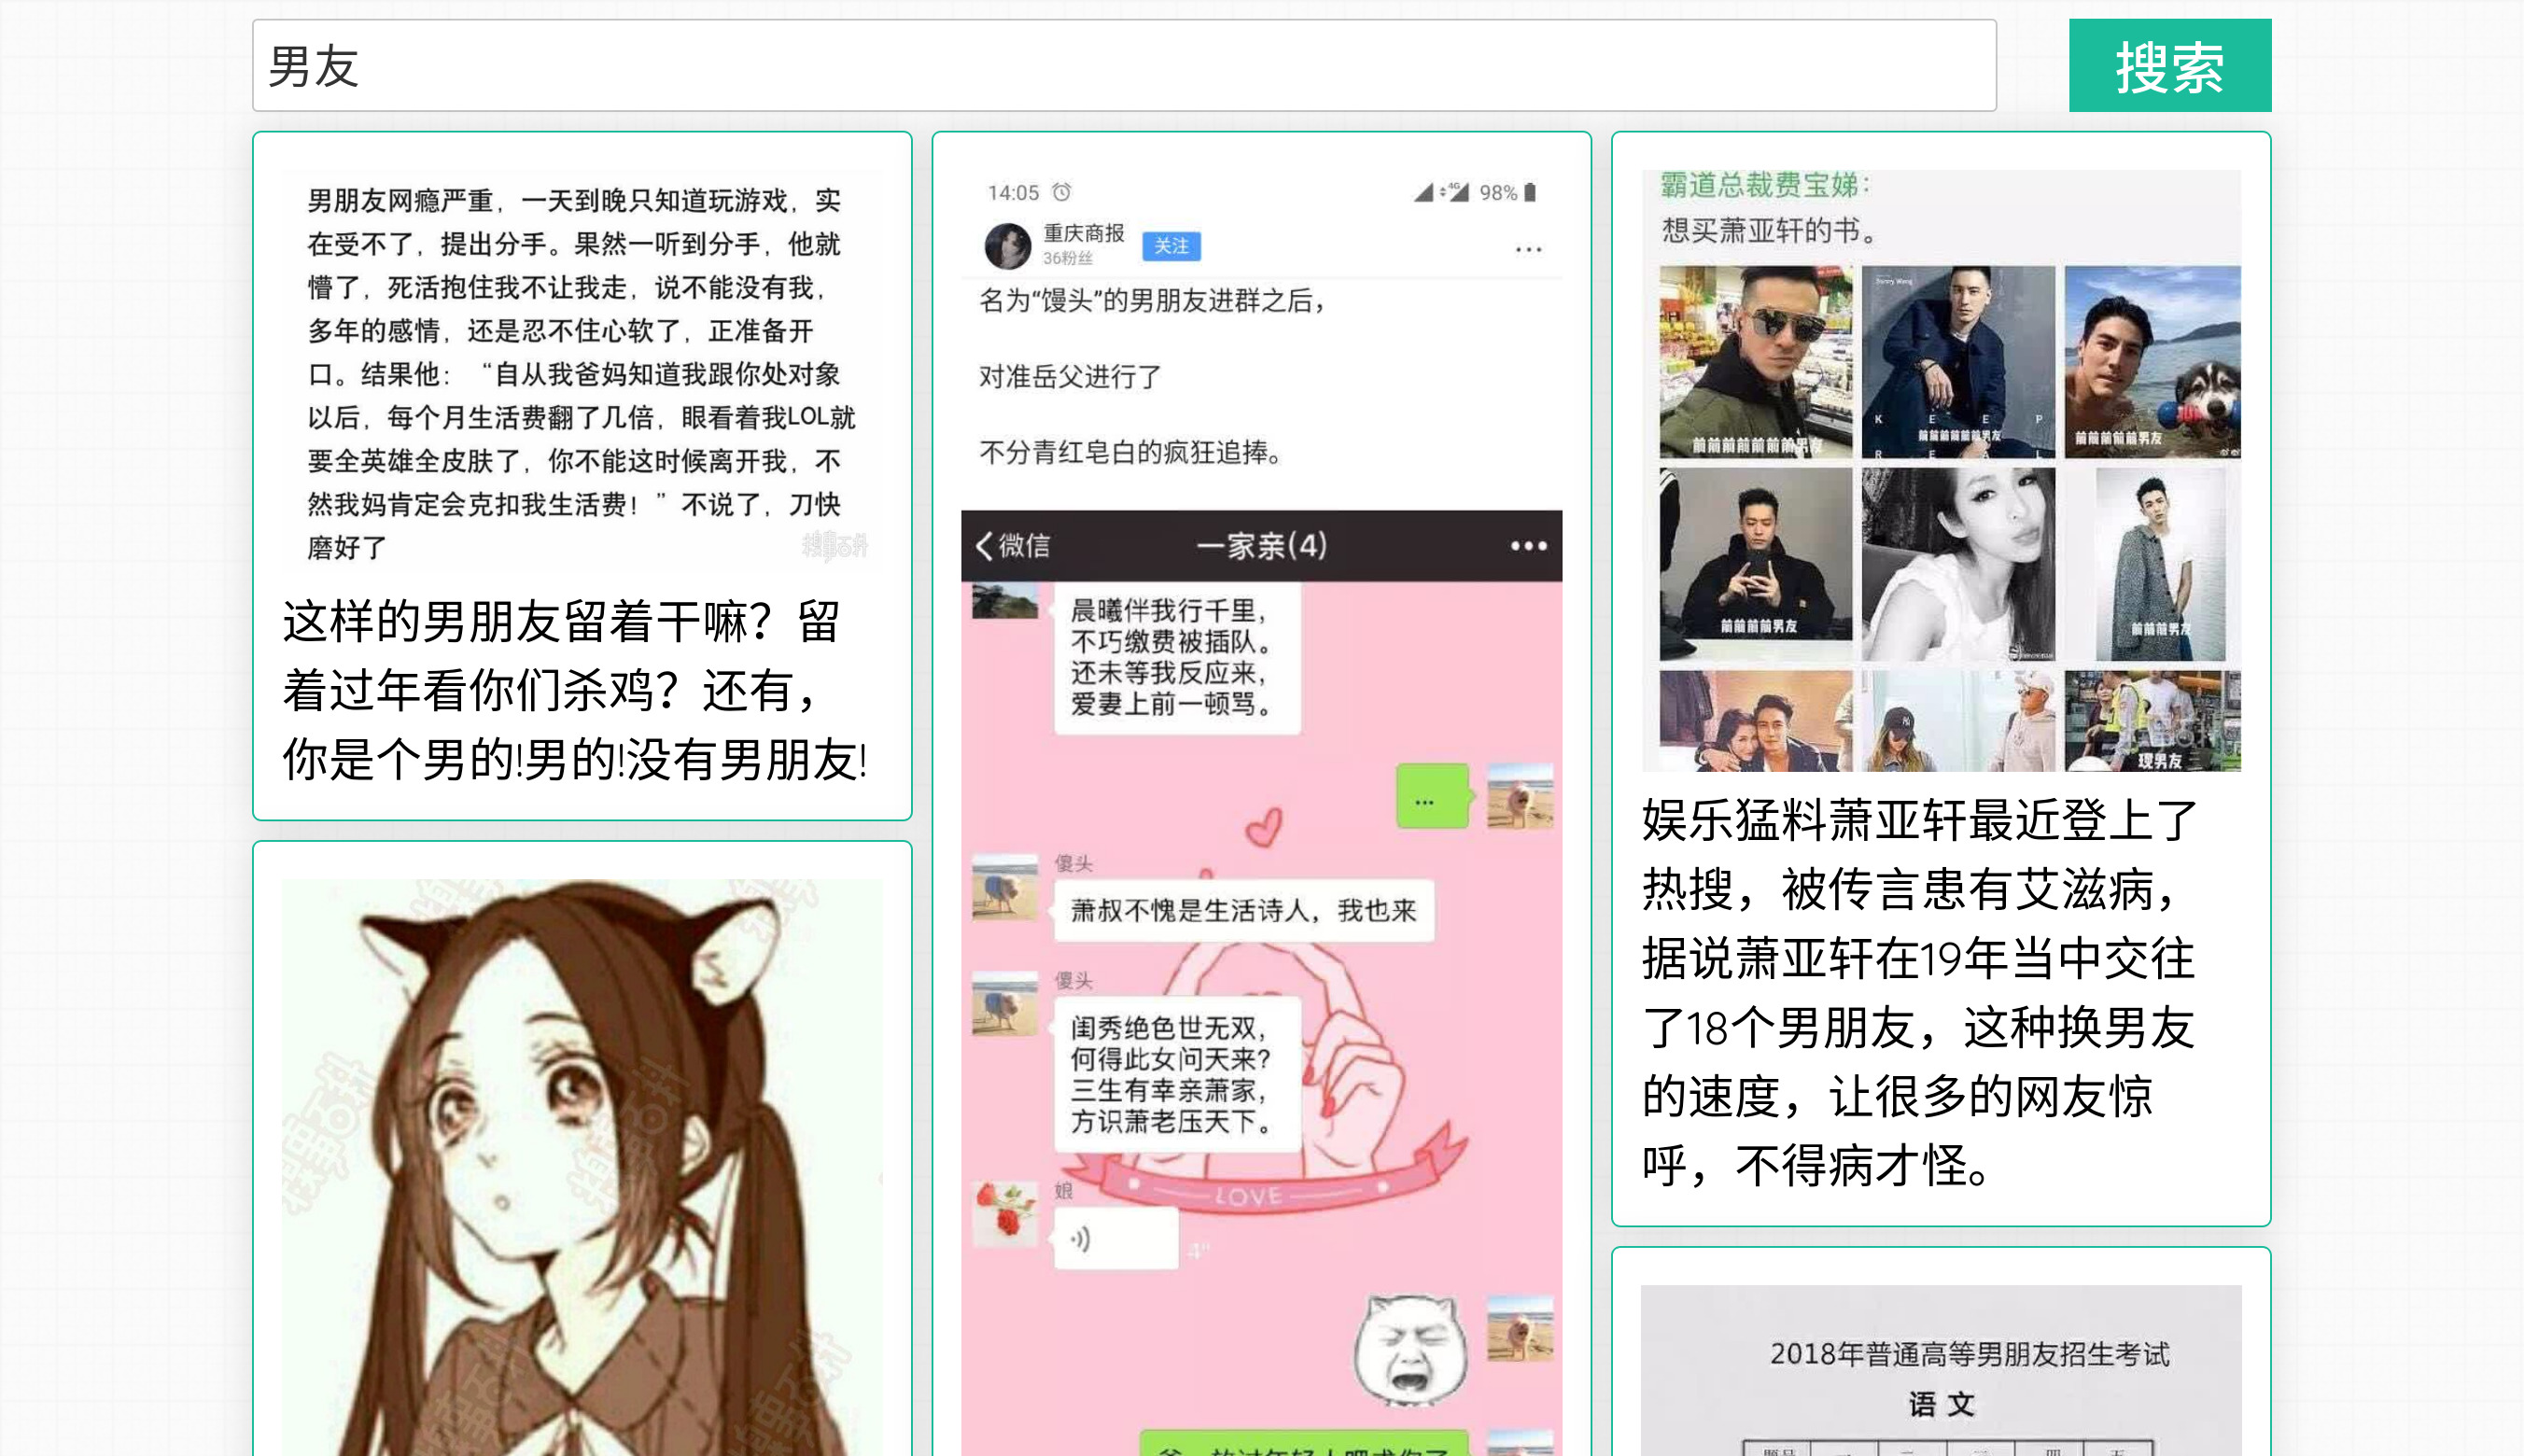 男友
搜索
男朋友网瘾严重，一天到晚只知道玩游戏，实
在受不了，提出分手。果然一听到分手，他就
懵了，死活抱住我不让我走，说不能没有我，
多年的感情，还是忍不住心软了，正准备开
口。结果他：“自从我爸妈知道我跟你处对象
以后，每个月生活费翻了几倍，眼看着我LOL就
要全英雄全皮肤了，你不能这时候离开我，不
然我妈肯定会克扣我生活费！”不说了，刀快
磨好了
这样的男朋友留着干嘛？留
着过年看你们杀鸡？还有，
你是个男的!男的!没有男朋友!
14:05
4G
98%
重庆商报
36粉丝
关注
名为“馒头”的男朋友进群之后，
对准岳父进行了
不分青红皂白的疯狂追捧。
微信
一家亲(4)
晨曦伴我行千里，
不巧缴费被插队。
还未等我反应来，
爱妻上前一顿骂。
...
傻头
萧叔不愧是生活诗人，我也来
傻头
闺秀绝色世无双，
何得此女问天来？
三生有幸亲萧家，
方识萧老压天下。
LOVE
娘
4"
霸道总裁费宝娣：
想买萧亚轩的书。
前前前前前前前男友
KEEP
前前前前前前男友
REAL
前前前前前男友
前前前前男友
前前前男友
现男友
娱乐猛料萧亚轩最近登上了
热搜，被传言患有艾滋病，
据说萧亚轩在19年当中交往
了18个男朋友，这种换男友
的速度，让很多的网友惊
呼，不得病才怪。
2018年普通高等男朋友招生考试
语文